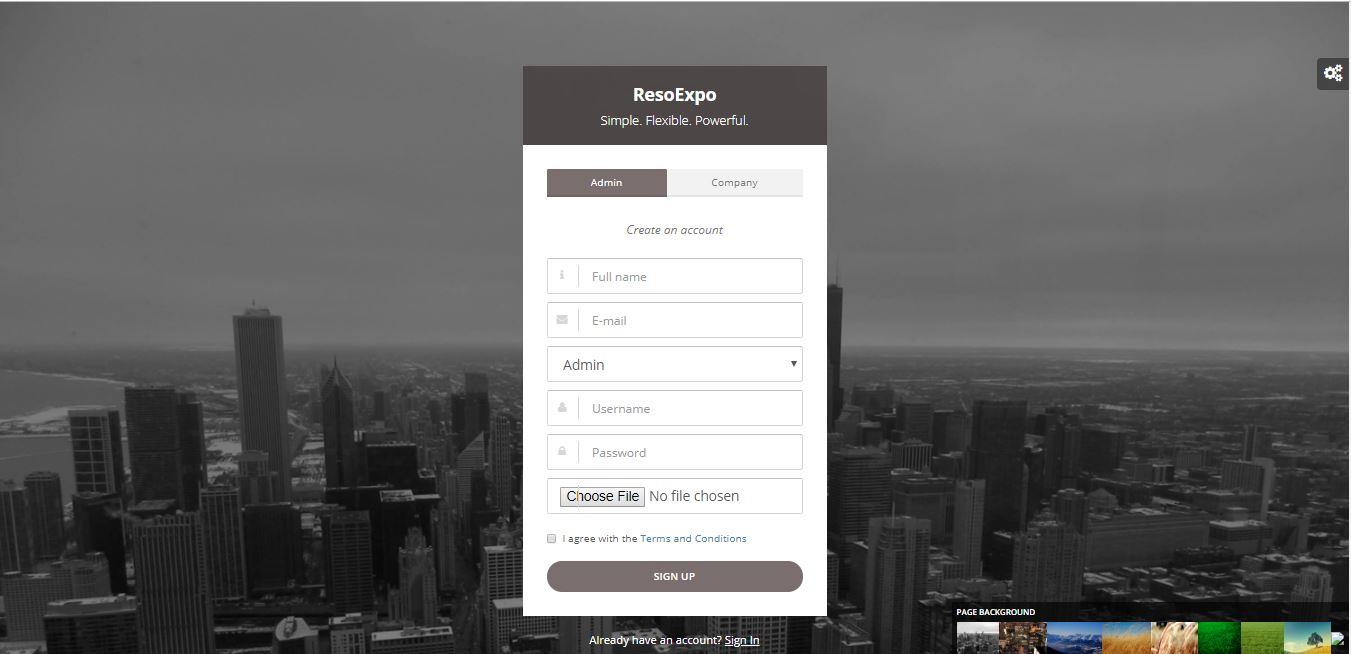 ResoExpo
Simple. Flexible. Powerful.
Admin
Company
Create an account
Full name
E-mail
Admin
Username
Password
Choose File No file chosen
I agree with the Terms and Conditions
SIGN UP
Already have an account? Sign In
PAGE BACKGROUND